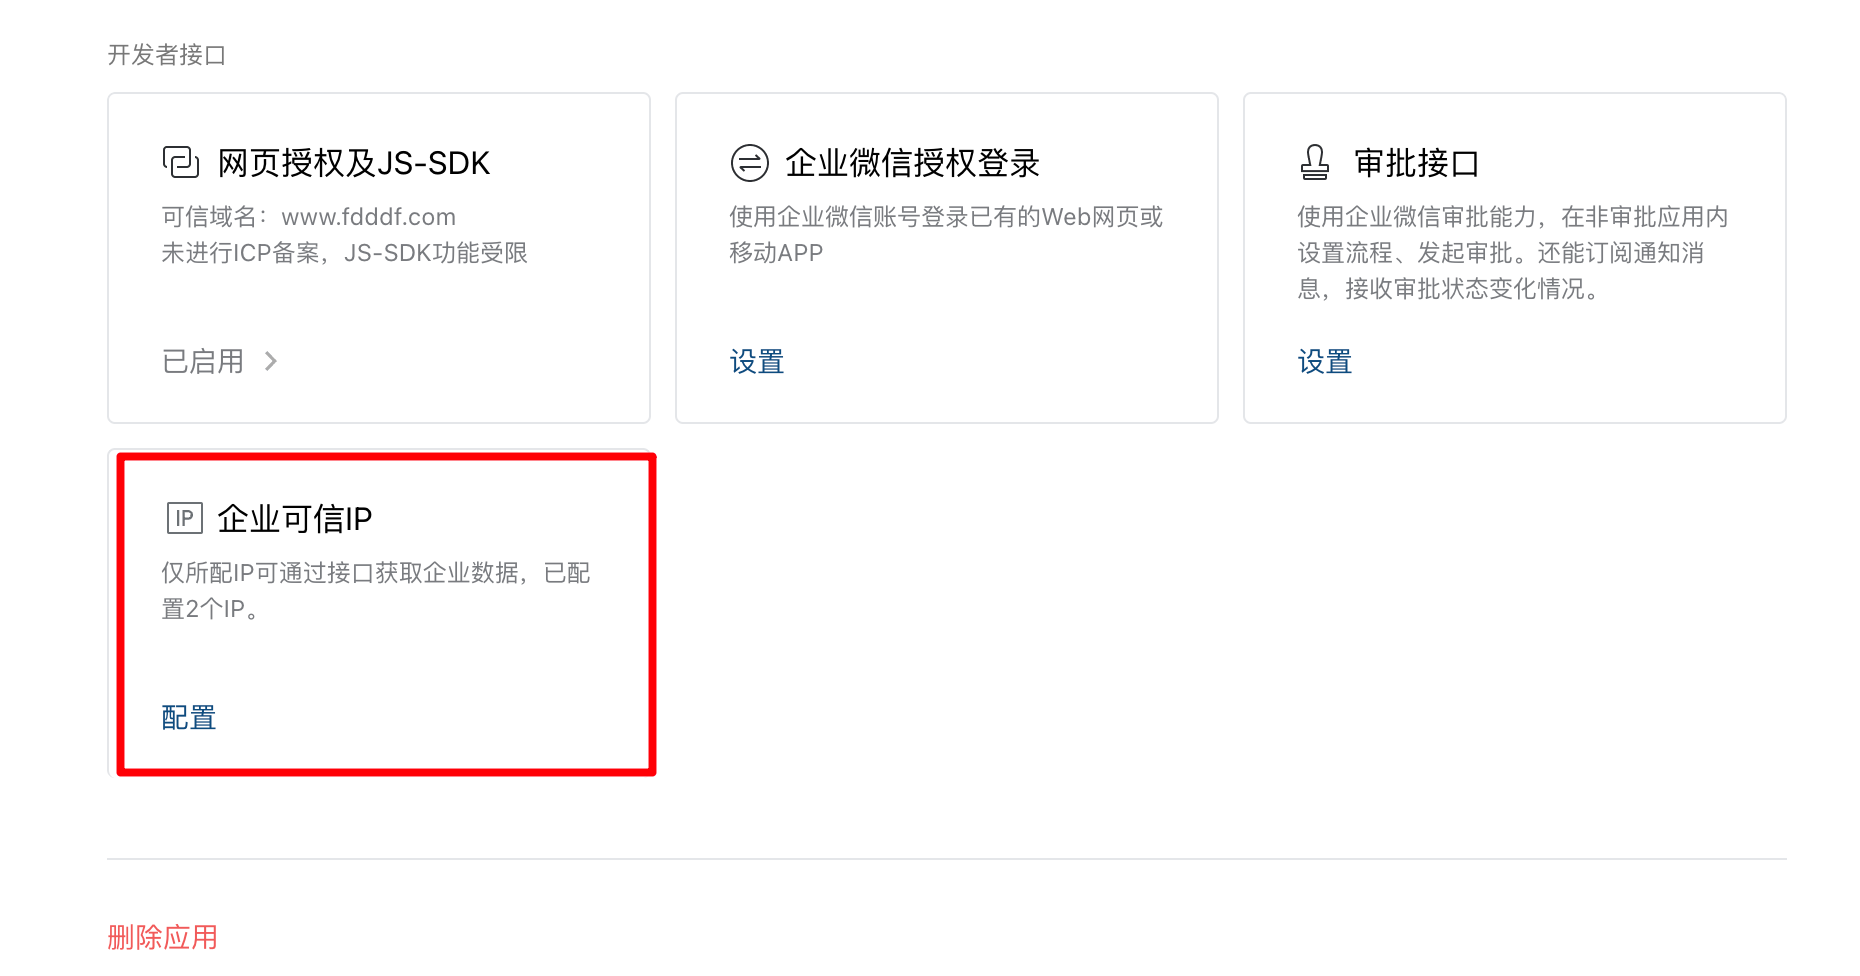 开发者接口
网页授权及JS-SDK
可信域名：www.fdddf.com
未进行ICP备案，JS-SDK功能受限
已启用
企业微信授权登录
使用企业微信账号登录已有的Web网页或
移动APP
设置
审批接口
使用企业微信审批能力，在非审批应用内
设置流程、发起审批。还能订阅通知消
息，接收审批状态变化情况。
设置
IP 企业可信IP
仅所配IP可通过接口获取企业数据，已配
置2个IP。
配置
删除应用